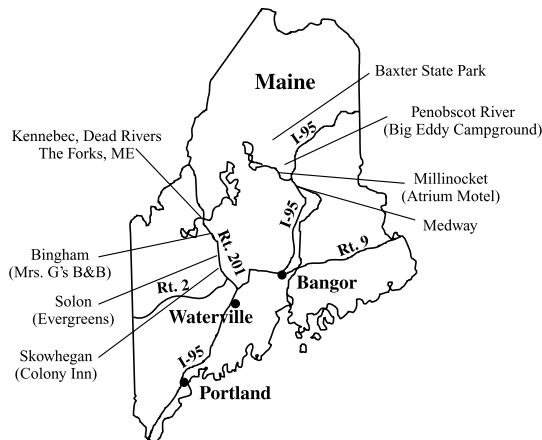 Maine
Baxter State Park
Penobscot River
(Big Eddy Campground)
I-95
Kennebec, Dead Rivers
The Forks, ME
Millinocket
(Atrium Motel)
Medway
I-95
Rt. 201
Rt. 9
Bingham
(Mrs. G's B&B)
Bangor
Rt. 2
Solon
(Evergreens)
Waterville
Skowhegan
(Colony Inn)
I-95
Portland